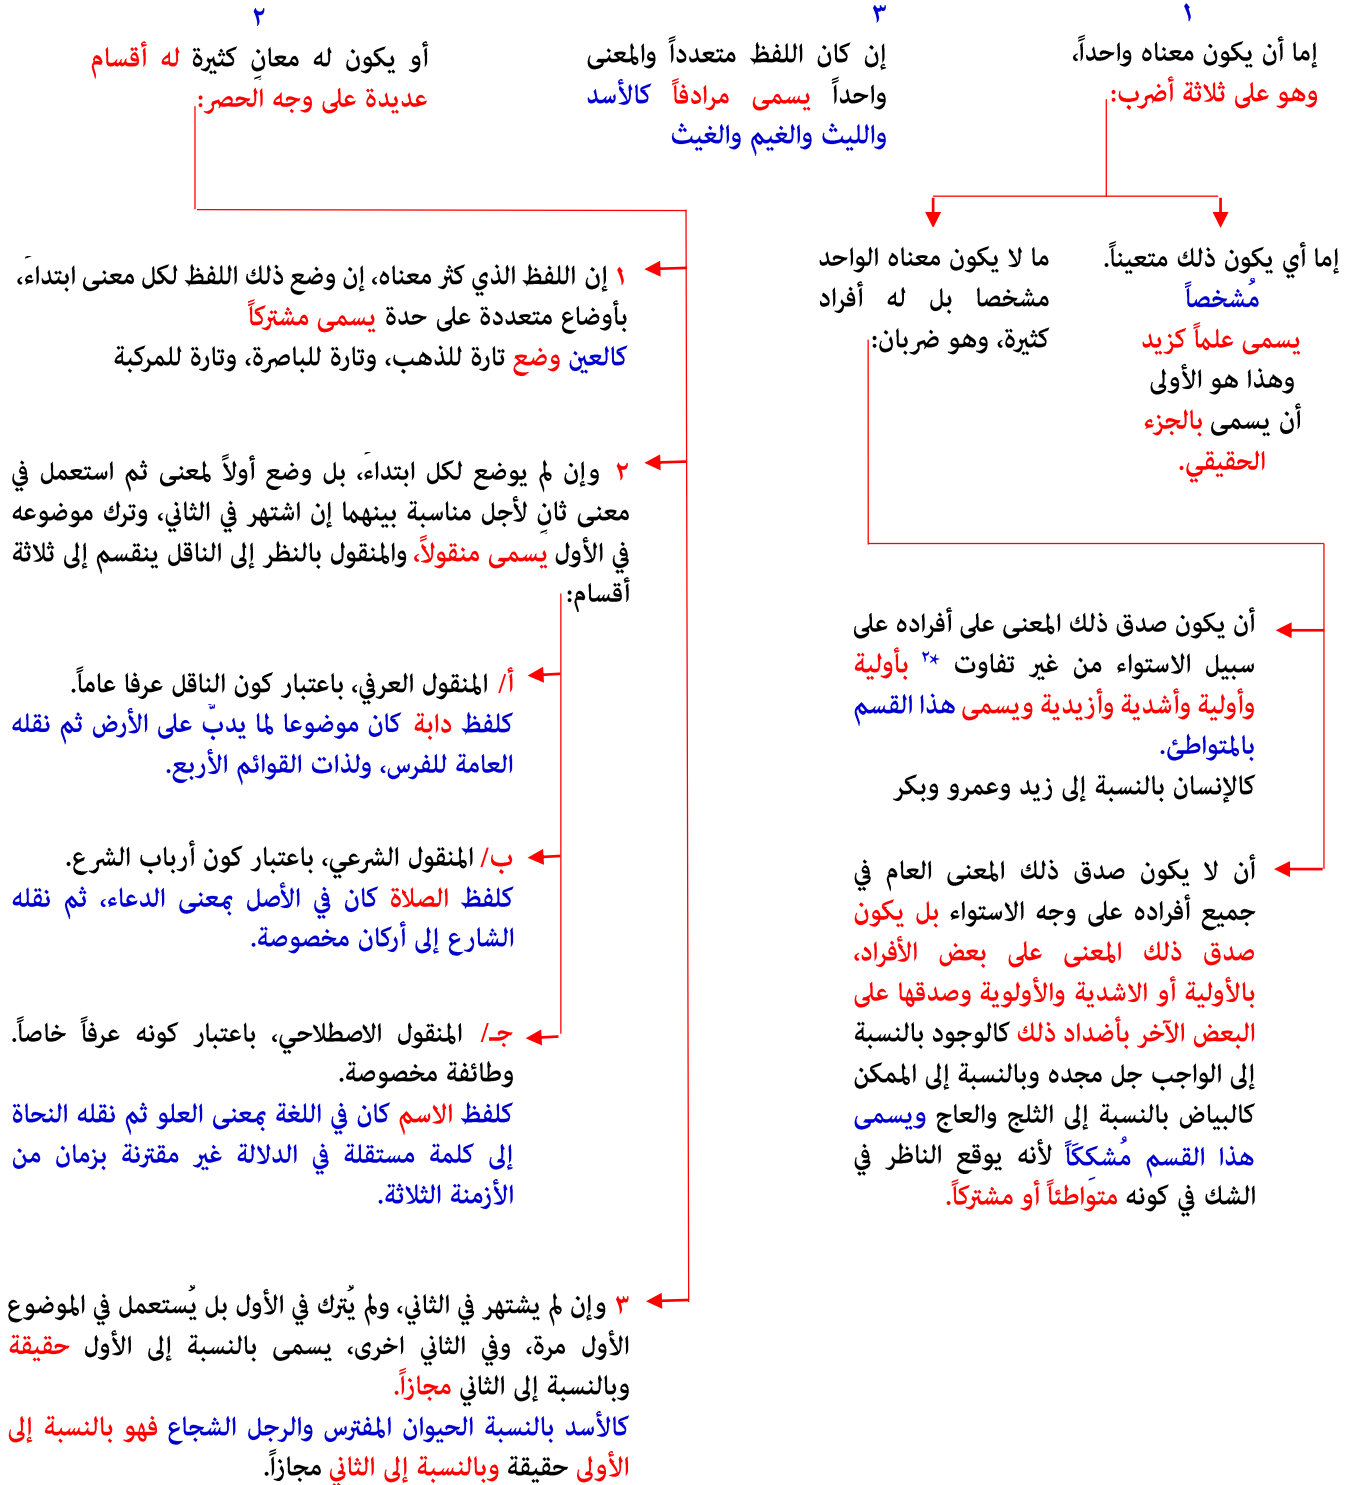 ١
إما أن يكون معناه واحداً،
وهو على ثلاثة أضرب:
٣
إن كان اللفظ متعدداً والمعنى
واحداً يسمى مرادفاً كالأسد
والليث والغيم والغيث
٢
أو يكون له معانٍ كثيرة له أقسام
عديدة على وجه الحصر:
إما أي يكون ذلك متعيناً.
مُشخصاً
يسمى علماً كزيد
وهذا هو الأولى
أن يسمى بالجزء
الحقيقي.
ما لا يكون معناه الواحد
مشخصا بل له أفراد
كثيرة، وهو ضربان:
أن يكون صدق ذلك المعنى على أفراده على
سبيل الاستواء من غير تفاوت *٢ بأولية
وأولية وأشدية وأزيدية ويسمى هذا القسم
بالمتواطئ.
كالإنسان بالنسبة إلى زيد وعمرو وبكر
أن لا يكون صدق ذلك المعنى العام في
جميع أفراده على وجه الاستواء بل يكون
صدق ذلك المعنى على بعض الأفراد،
بالأولية أو الاشدية والأولوية وصدقها على
البعض الآخر بأضداد ذلك كالوجود بالنسبة
إلى الواجب جل مجده وبالنسبة إلى الممكن
كالبياض بالنسبة إلى الثلج والعاج ويسمى
هذا القسم مُشكِكَاً لأنه يوقع الناظر في
الشك في كونه متواطئاً أو مشتركاً.
١ إن اللفظ الذي كثر معناه، إن وضع ذلك اللفظ لكل معنى ابتداءَ،
بأوضاع متعددة على حدة يسمى مشتركاً
كالعين وضع تارة للذهب، وتارة للباصرة، وتارة للمركبة
٢ وإن لم يوضع لكل ابتداءَ، بل وضع أولاً لمعنى ثم استعمل في
معنى ثانٍ لأجل مناسبة بينهما إن اشتهر في الثاني، وترك موضوعه
في الأول يسمى منقولاً، والمنقول بالنظر إلى الناقل ينقسم إلى ثلاثة
أقسام:
أ/ المنقول العرفي، باعتبار كون الناقل عرفا عاماً.
كلفظ دابة كان موضوعا لما يدبّ على الأرض ثم نقله
العامة للفرس، ولذات القوائم الأربع.
ب/ المنقول الشرعي، باعتبار كون أرباب الشرع.
كلفظ الصلاة كان في الأصل بمعنى الدعاء، ثم نقله
الشارع إلى أركان مخصوصة.
جـ/ المنقول الاصطلاحي، باعتبار كونه عرفاً خاصاً.
وطائفة مخصوصة.
كلفظ الاسم كان في اللغة بمعنى العلو ثم نقله النحاة
إلى كلمة مستقلة في الدلالة غير مقترنة بزمان من
الأزمنة الثلاثة.
٣ وإن لم يشتهر في الثاني، ولم يُترك في الأول بل يُستعمل في الموضوع
الأول مرة، وفي الثاني اخرى، يسمى بالنسبة إلى الأول حقيقة
وبالنسبة إلى الثاني مجازاً.
كالأسد بالنسبة الحيوان المفترس والرجل الشجاع فهو بالنسبة إلى
الأولى حقيقة وبالنسبة إلى الثاني مجازاً.